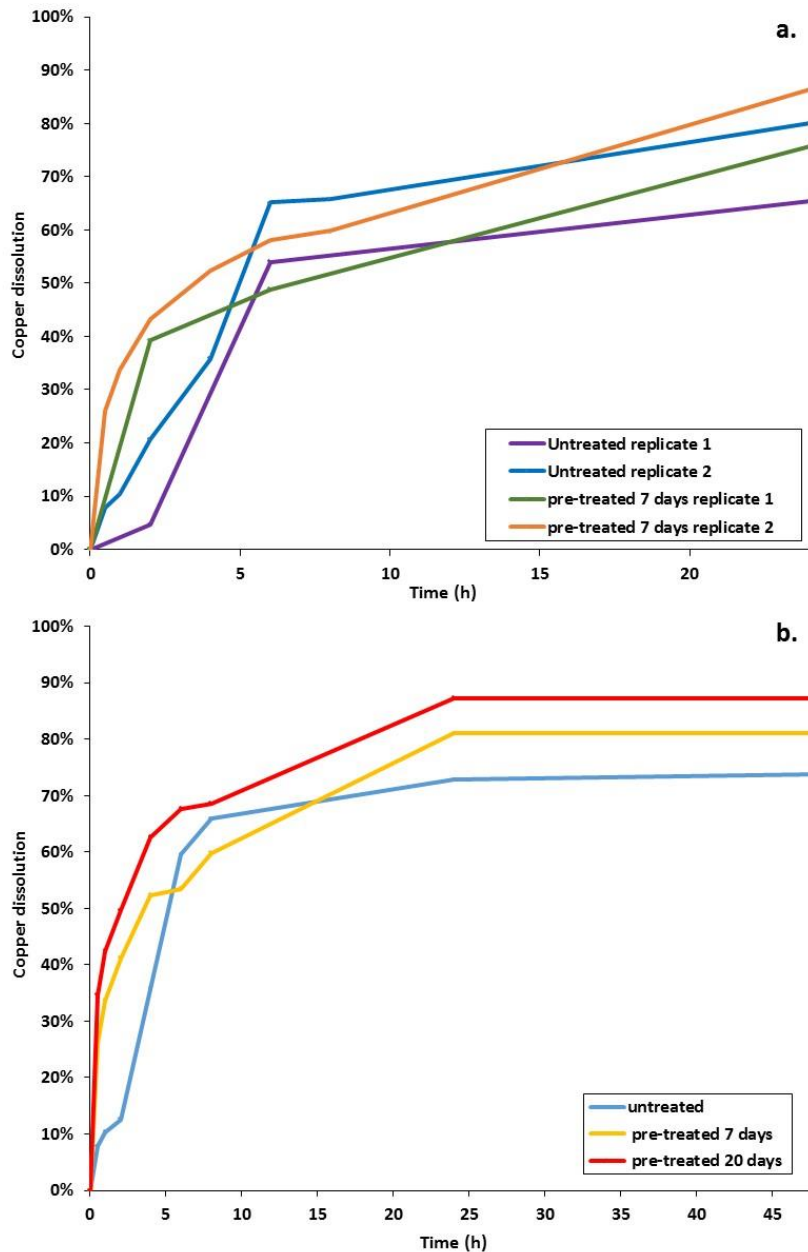 a.
100%
90%
80%
70%
60%
50%
40%
30%
20%
10%
0%
Copper dissolution
Untreated replicate 1
Untreated replicate 2
pre-treated 7 days replicate 1
pre-treated 7 days replicate 2
0 5 10 15 20
Time (h)
b.
100%
90%
80%
70%
60%
50%
40%
30%
20%
10%
0%
Copper dissolution
untreated
pre-treated 7 days
pre-treated 20 days
0 5 10 15 20 25 30 35 40 45
Time (h)